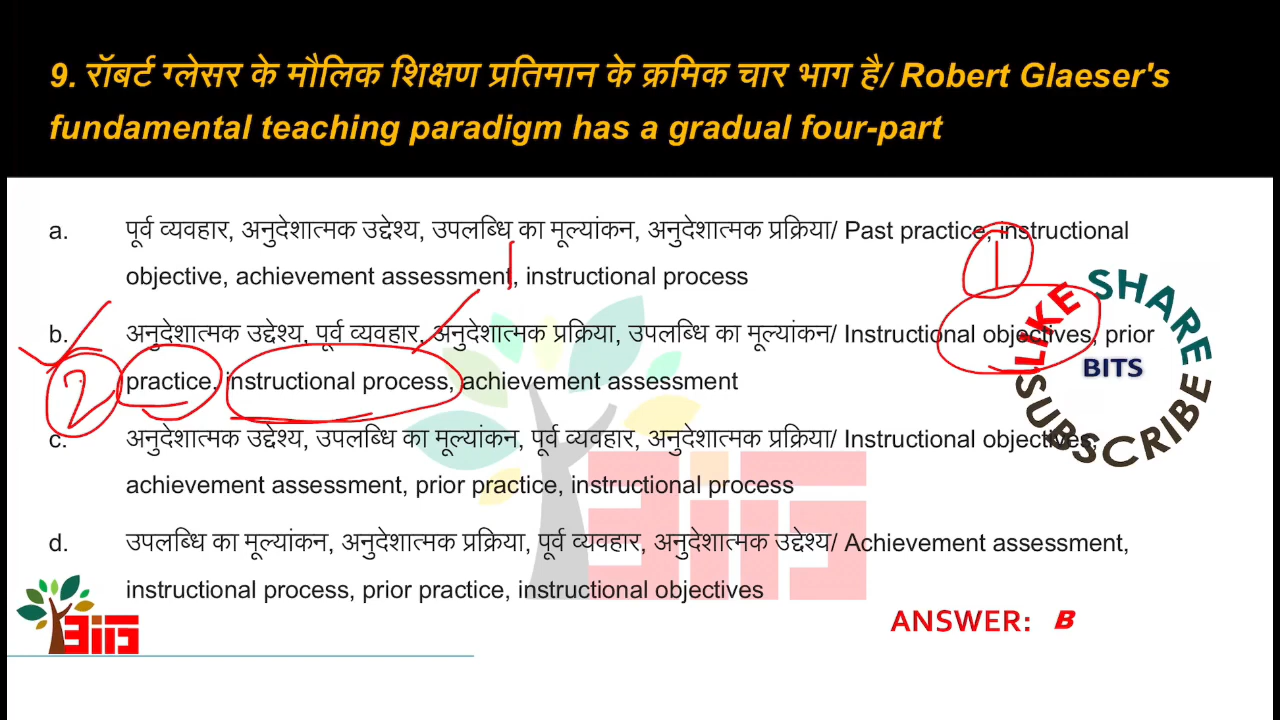 9. रॉबर्ट ग्लेसर के मौलिक शिक्षण प्रतिमान के क्रमिक चार भाग है/ Robert Glaeser's
fundamental teaching paradigm has a gradual four-part
a. पूर्व व्यवहार, अनुदेशात्मक उद्देश्य, उपलब्धि का मूल्यांकन, अनुदेशात्मक प्रक्रिया/ Past practice, instructional
objective, achievement assessment, instructional process
1
b. अनुदेशात्मक उद्देश्य, पूर्व व्यवहार, अनुदेशात्मक प्रक्रिया, उपलब्धि का मूल्यांकन/ Instructional objectives, prior
practice, instructional process, achievement assessment
2
c. अनुदेशात्मक उद्देश्य, उपलब्धि का मूल्यांकन, पूर्व व्यवहार, अनुदेशात्मक प्रक्रिया/ Instructional objectives,
achievement assessment, prior practice, instructional process
d. उपलब्धि का मूल्यांकन, अनुदेशात्मक प्रक्रिया, पूर्व व्यवहार, अनुदेशात्मक उद्देश्य/ Achievement assessment,
instructional process, prior practice, instructional objectives
LIKE SHARE
BITS
SUBSCRIBE
ANSWER: B